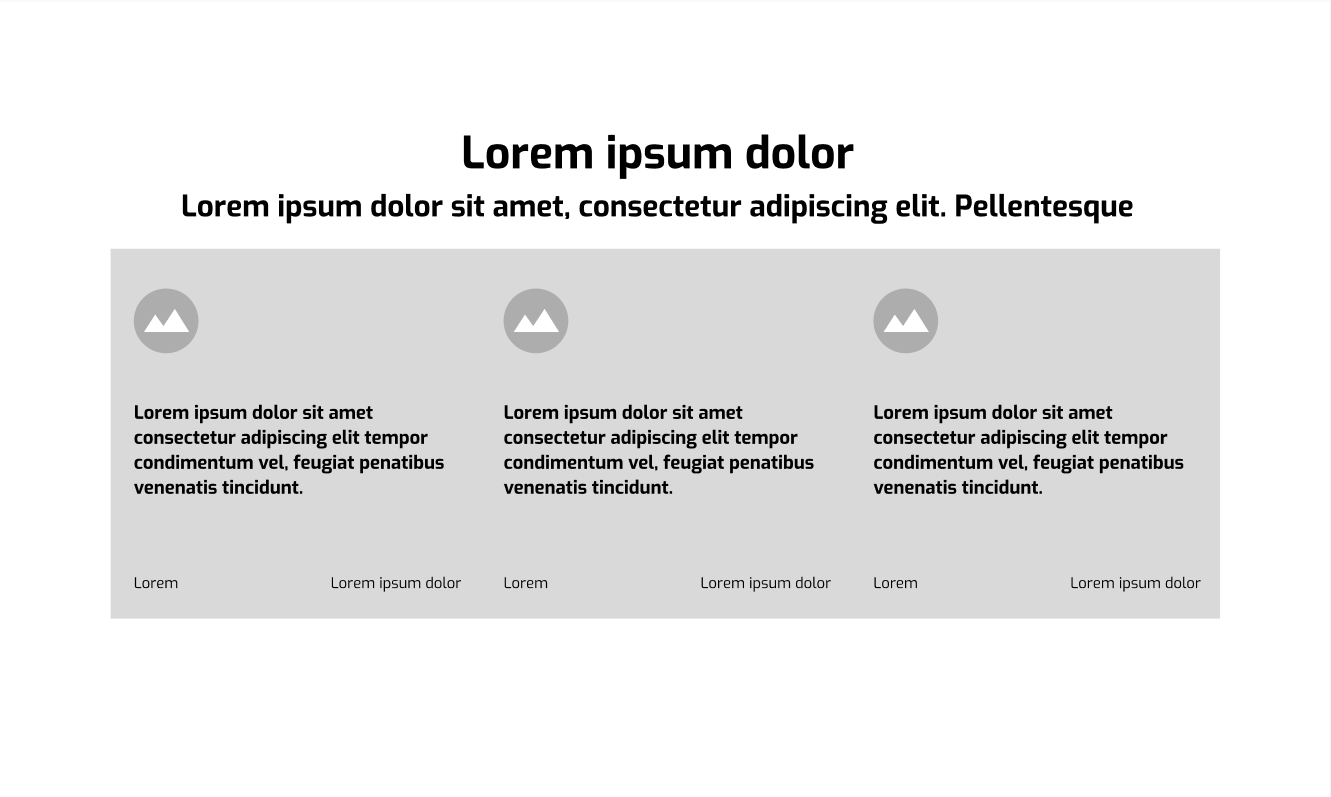 Lorem ipsum dolor
Lorem ipsum dolor sit amet, consectetur adipiscing elit. Pellentesque
Lorem ipsum dolor sit amet
consectetur adipiscing elit tempor
condimentum vel, feugiat penatibus
venenatis tincidunt.
Lorem
Lorem ipsum dolor
Lorem ipsum dolor sit amet
consectetur adipiscing elit tempor
condimentum vel, feugiat penatibus
venenatis tincidunt.
Lorem
Lorem ipsum dolor
Lorem ipsum dolor sit amet
consectetur adipiscing elit tempor
condimentum vel, feugiat penatibus
venenatis tincidunt.
Lorem
Lorem ipsum dolor